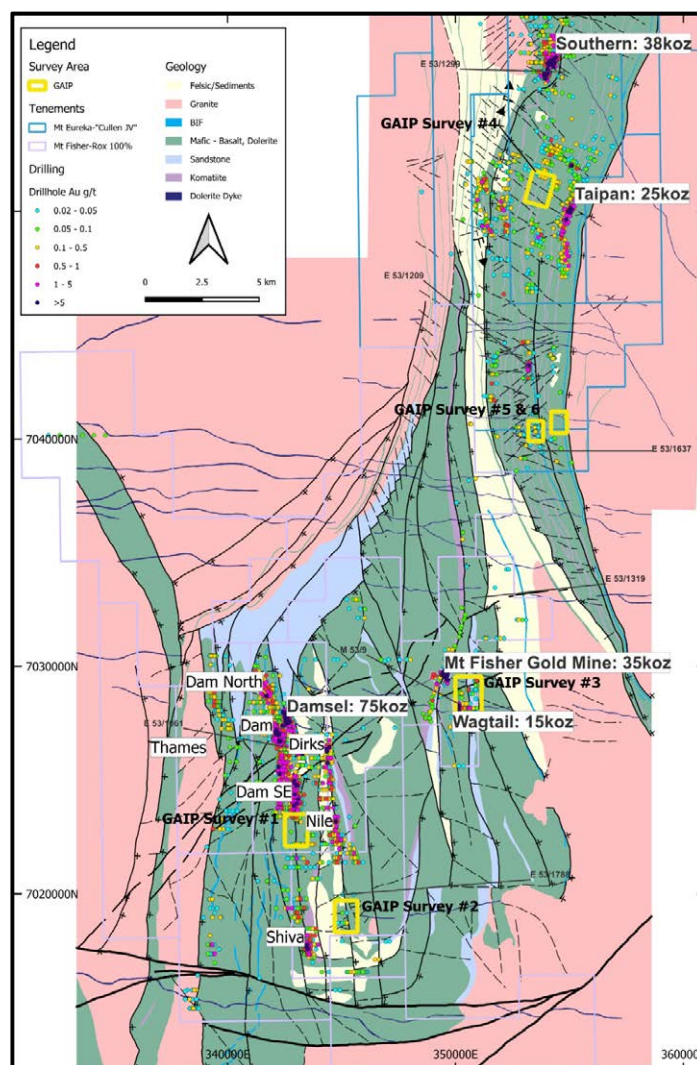 Legend
Survey Area
GAIP
Tenements
Mt Eureka-"Cullen JV"
Mt Fisher-Rox 100%
Drilling
Drillhole Au g/t
0.02 - 0.05
0.05 - 0.1
0.1 - 0.5
0.5 - 1
1 - 5
>5
Geology
Felsic/Sediments
Granite
BIF
Mafic - Basalt, Dolerite
Sandstone
Komatiite
Dolerite Dyke
0 2.5 5 km
Southern: 38koz
E 53/1299
GAIP Survey #4
Taipan: 25koz
E 53/1209
GAIP Survey #5 & 6
7040000N
E 53/1637
E 53/1319
M 53/9
7030000N
Mt Fisher Gold Mine: 35koz
Dam North
GAIP Survey #3
Damsel: 75koz
Wagtail: 15koz
Dam
Thames
Dirks
Dam SE
GAIP Survey #1
Nile
E 53/1788
7020000N
GAIP Survey #2
Shiva
340000E
350000E
360000